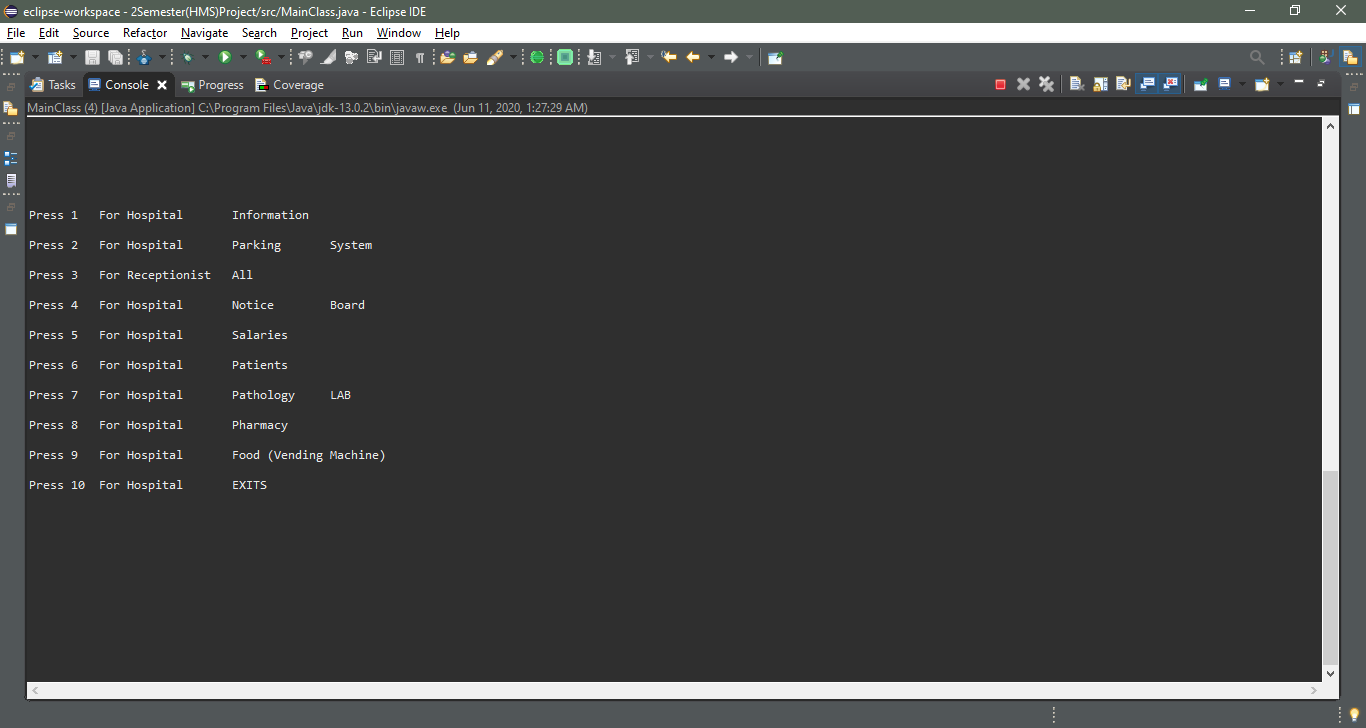 eclipse-workspace - 2Semester(HMS)Project/src/MainClass.java - Eclipse IDE
File Edit Source Refactor Navigate Search Project Run Window Help
Tasks Console Progress Coverage
MainClass (4) [Java Application] C:\Program Files\Java\jdk-13.0.2\bin\javaw.exe (Jun 11, 2020, 1:27:29 AM)
Press 1 For Hospital Information
Press 2 For Hospital Parking System
Press 3 For Receptionist All
Press 4 For Hospital Notice Board
Press 5 For Hospital Salaries
Press 6 For Hospital Patients
Press 7 For Hospital Pathology LAB
Press 8 For Hospital Pharmacy
Press 9 For Hospital Food (Vending Machine)
Press 10 For Hospital EXITS